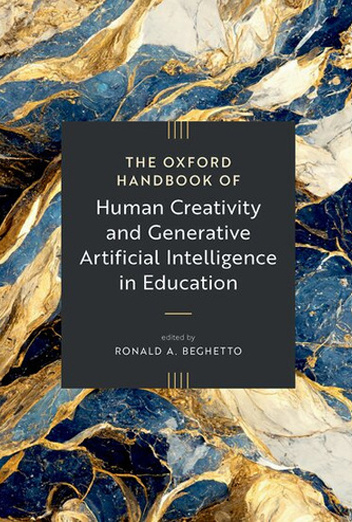 THE OXFORD
HANDBOOK OF
Human Creativity
and Generative
Artificial Intelligence
in Education
edited by
RONALD A. BEGHETTO